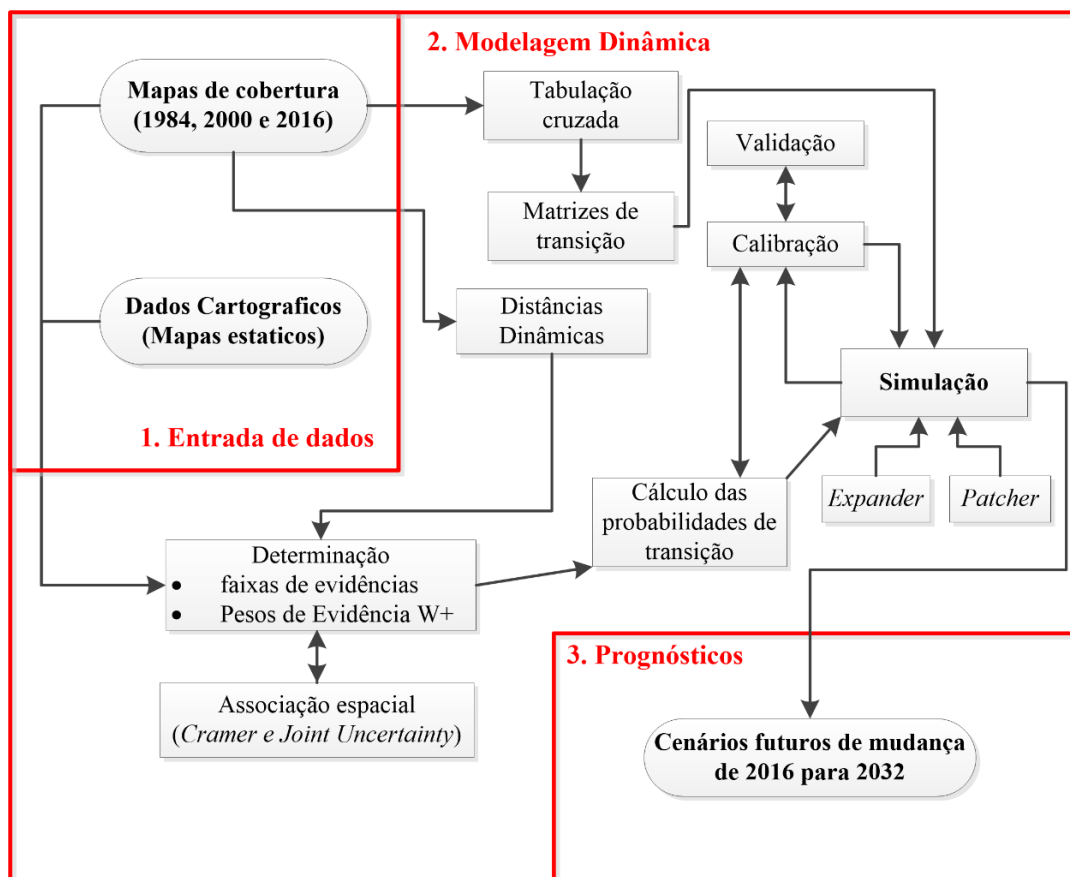 2. Modelagem Dinâmica
Mapas de cobertura
(1984, 2000 e 2016)
Tabulação
cruzada
Validação
Matrizes de
transição
Calibração
Dados Cartograficos
(Mapas estaticos)
Distâncias
Dinâmicas
Simulação
1. Entrada de dados
Expander
Patcher
Cálculo das
probabilidades de
transição
Determinação
• faixas de evidências
• Pesos de Evidência W+
3. Prognósticos
Associação espacial
(Cramer e Joint Uncertainty)
Cenários futuros de mudança
de 2016 para 2032